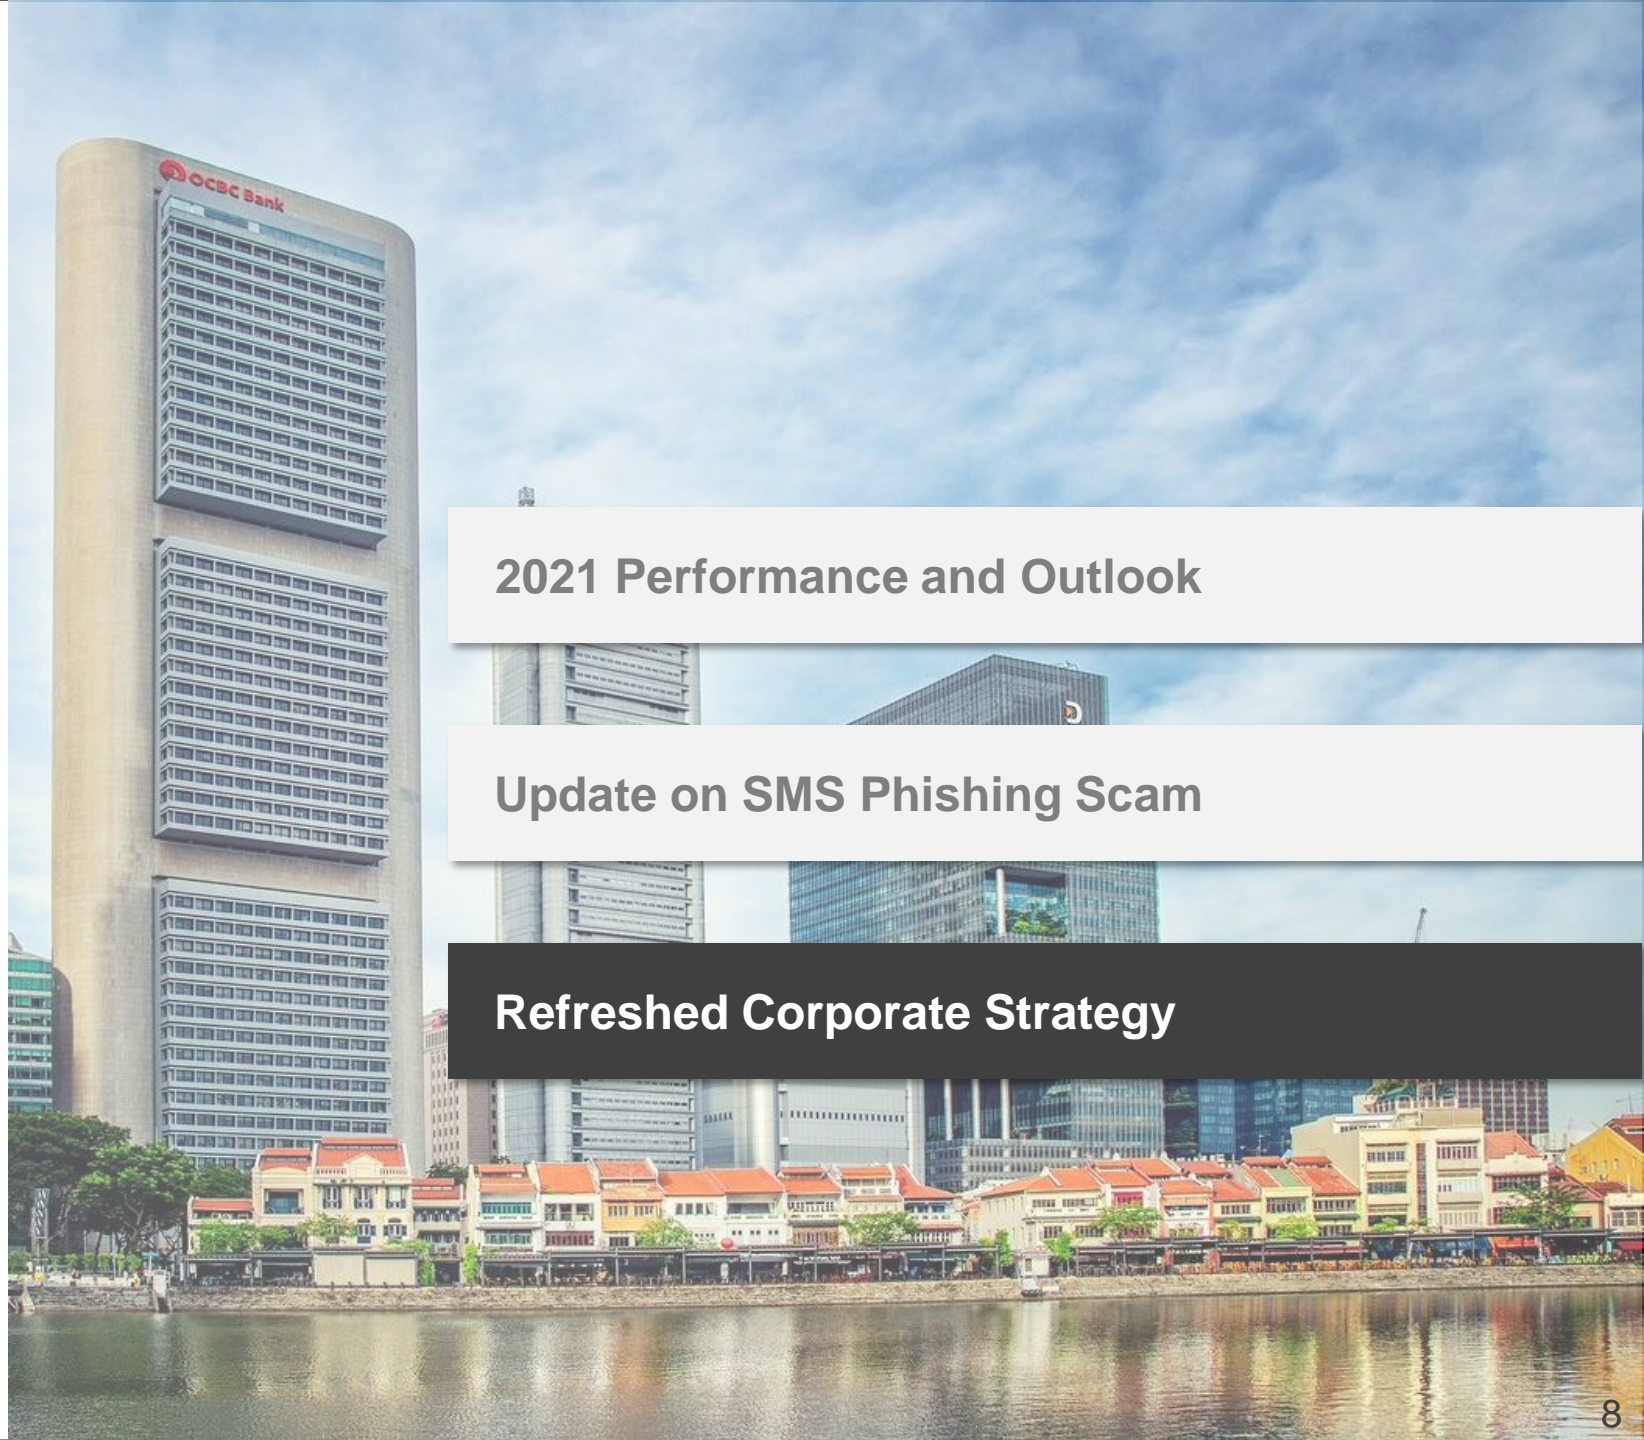 OCBC Bank
2021 Performance and Outlook
Update on SMS Phishing Scam
Refreshed Corporate Strategy
8